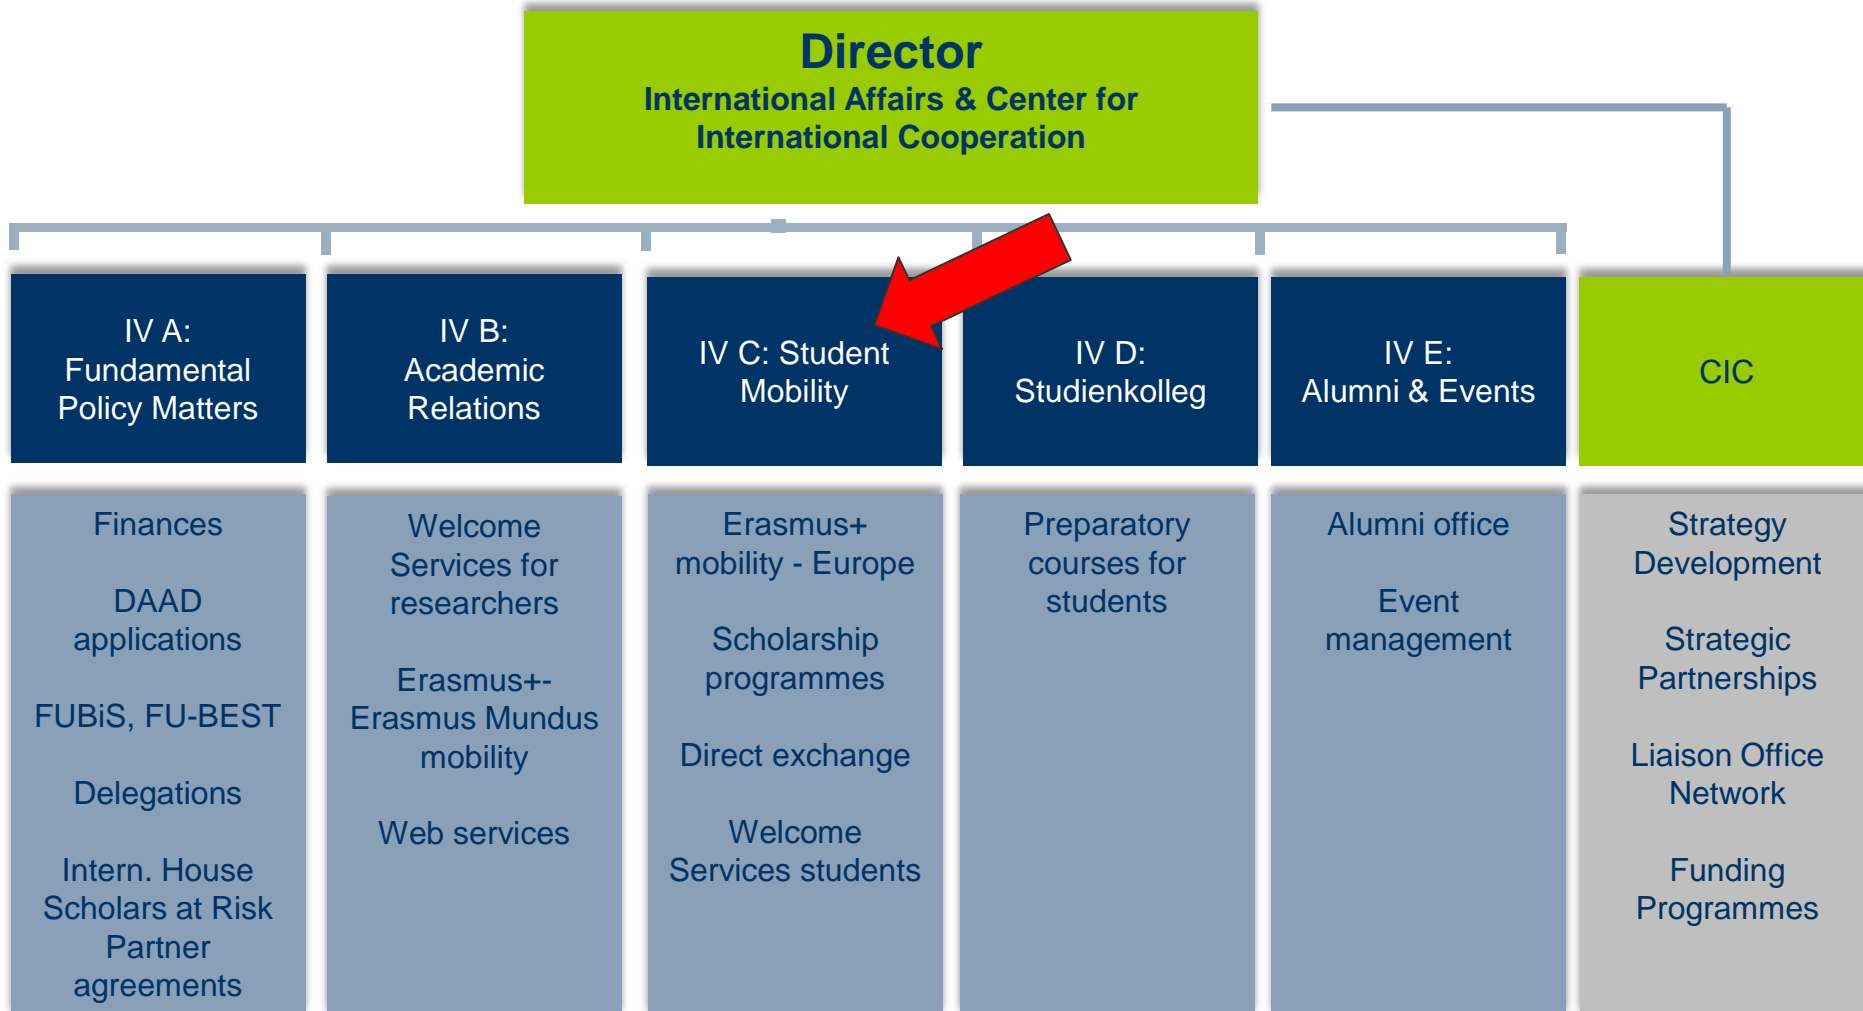 Director
International Affairs & Center for
International Cooperation
IV A:
Fundamental
Policy Matters
IV B:
Academic
Relations
IV C: Student
Mobility
IV D:
Studienkolleg
IV E:
Alumni & Events
CIC
Finances
DAAD
applications
FUBiS, FU-BEST
Delegations
Intern. House
Scholars at Risk
Partner
agreements
Welcome
Services for
researchers
Erasmus+-
Erasmus Mundus
mobility
Web services
Erasmus+
mobility - Europe
Scholarship
programmes
Direct exchange
Welcome
Services students
Preparatory
courses for
students
Alumni office
Event
management
Strategy
Development
Strategic
Partnerships
Liaison Office
Network
Funding
Programmes